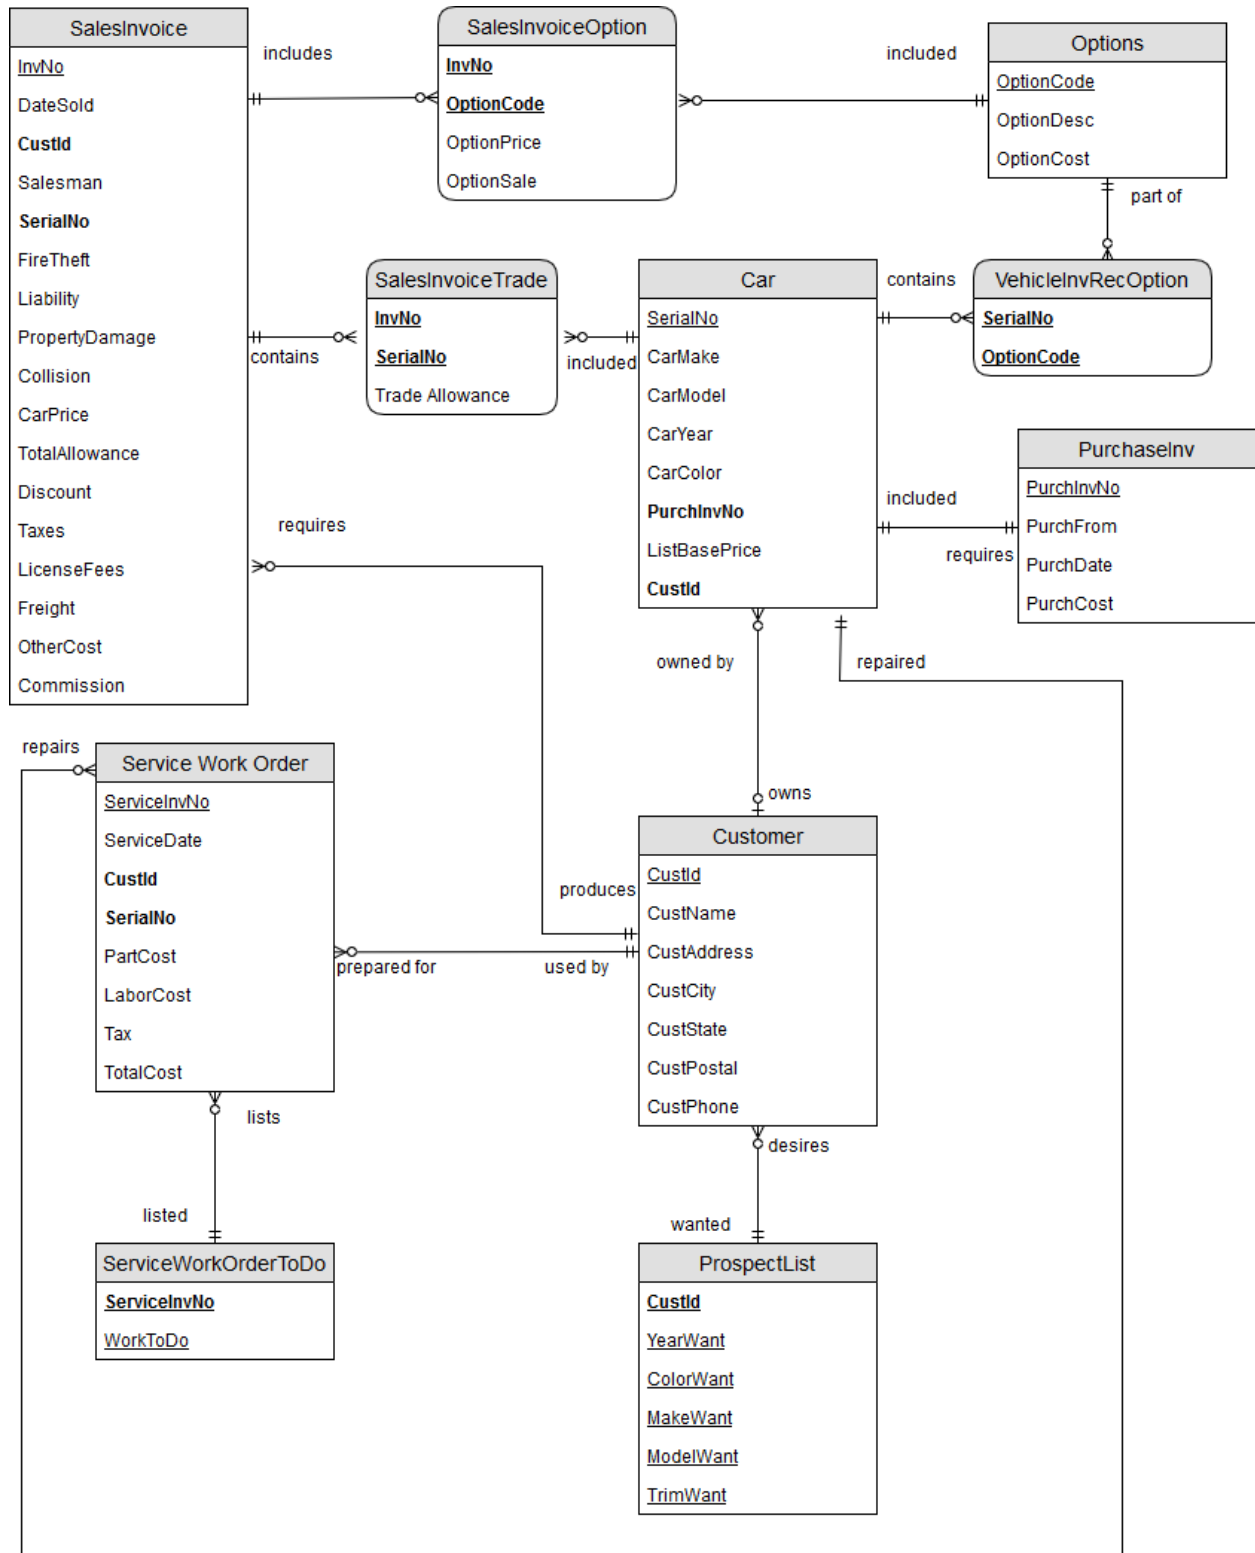 SalesInvoice
InvNo
DateSold
CustId
Salesman
SerialNo
FireTheft
Liability
PropertyDamage
Collision
CarPrice
TotalAllowance
Discount
Taxes
LicenseFees
Freight
OtherCost
Commission
includes
SalesInvoiceOption
InvNo
OptionCode
OptionPrice
OptionSale
included
Options
OptionCode
OptionDesc
OptionCost
part of
contains
SalesInvoiceTrade
InvNo
SerialNo
Trade Allowance
included
Car
SerialNo
CarMake
CarModel
CarYear
CarColor
PurchInvNo
ListBasePrice
CustId
contains
VehicleInvRecOption
SerialNo
OptionCode
included
requires
PurchaseInv
PurchInvNo
PurchFrom
PurchDate
PurchCost
requires
owned by
repaired
repairs
Service Work Order
ServiceInvNo
ServiceDate
CustId
SerialNo
PartCost
LaborCost
Tax
TotalCost
owns
produces
prepared for
used by
Customer
CustId
CustName
CustAddress
CustCity
CustState
CustPostal
CustPhone
lists
listed
ServiceWorkOrderToDo
ServiceInvNo
WorkToDo
desires
wanted
ProspectList
CustId
YearWant
ColorWant
MakeWant
ModelWant
TrimWant